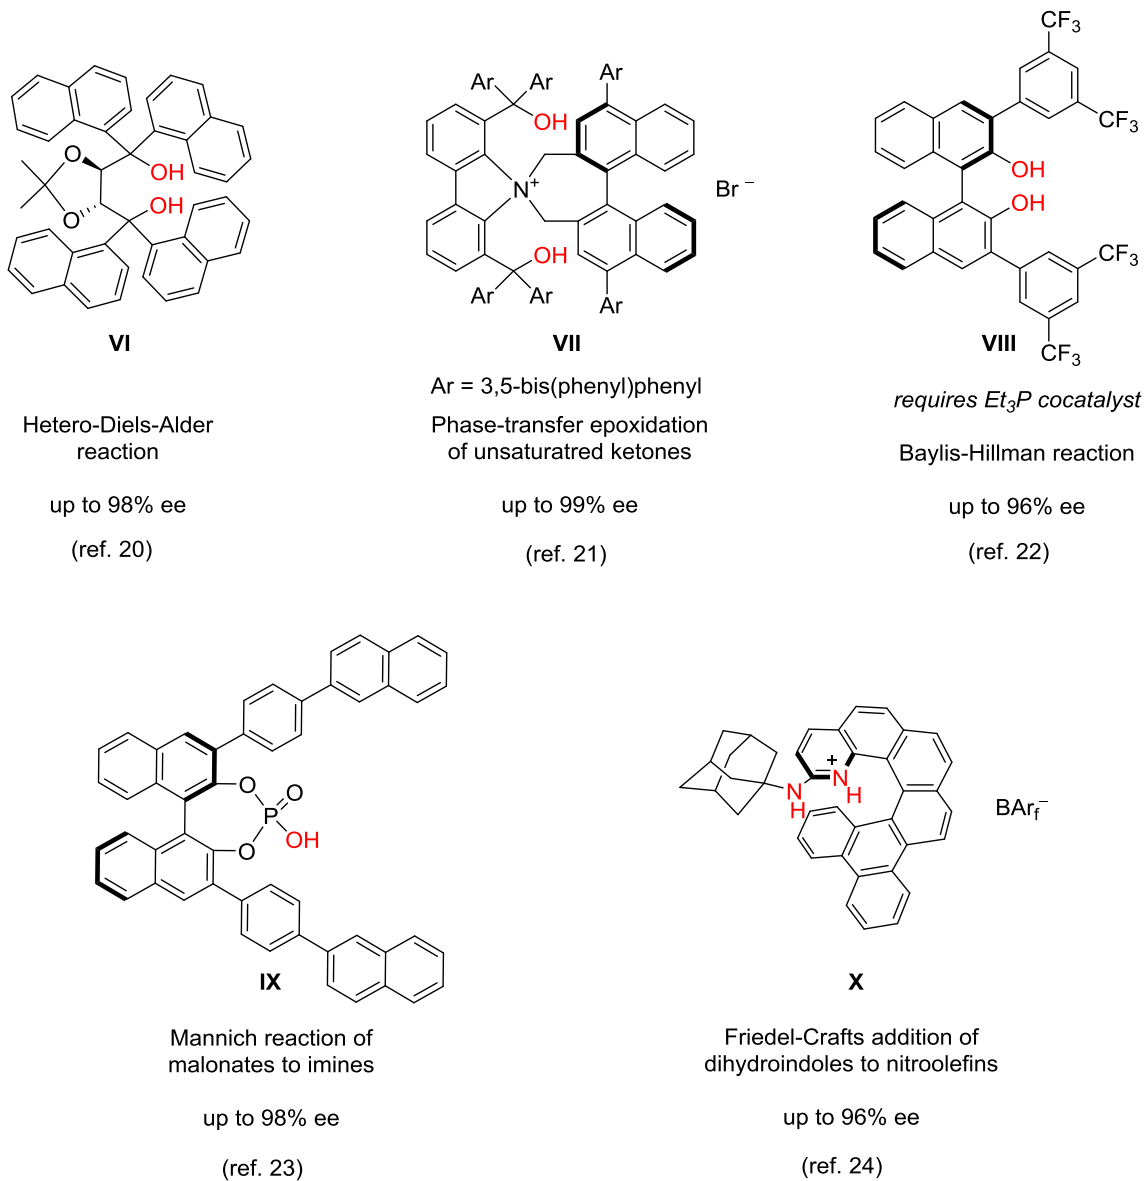 O
O
OH
OH
VI
Hetero-Diels-Alder
reaction
up to 98% ee
(ref. 20)
Ar Ar
Ar
OH
N+
Br −
OH
Ar Ar
Ar
VII
Ar = 3,5-bis(phenyl)phenyl
Phase-transfer epoxidation
of unsaturatred ketones
up to 99% ee
(ref. 21)
CF3
CF3
OH
OH
CF3
CF3
VIII
requires Et3P cocatalyst
Baylis-Hillman reaction
up to 96% ee
(ref. 22)
O
O
P
OH
O
IX
Mannich reaction of
malonates to imines
up to 98% ee
(ref. 23)
N
H
+
NH
BArf−
X
Friedel-Crafts addition of
dihydroindoles to nitroolefins
up to 96% ee
(ref. 24)